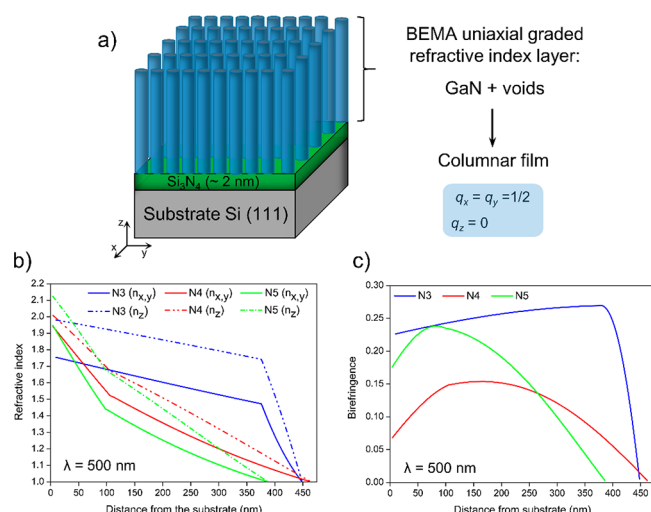 a)
BEMA uniaxial graded
refractive index layer:
GaN + voids
Columnar film
qx = qy =1/2
qz = 0
Si3N4 (~ 2 nm)
Substrate Si (111)
z
x
y
b)
N3 (nx,y) N4 (nx,y) N5 (nx,y)
N3 (nz) N4 (nz) N5 (nz)
Refractive index
2.2
2.1
2.0
1.9
1.8
1.7
1.6
1.5
1.4
1.3
1.2
1.1
1.0
λ = 500 nm
0 50 100 150 200 250 300 350 400 450
Distance from the substrate (nm)
c)
N3 N4 N5
Birefringence
0.30
0.25
0.20
0.15
0.10
0.05
0.00
λ = 500 nm
0 50 100 150 200 250 300 350 400 450
Distance from substrate (nm)